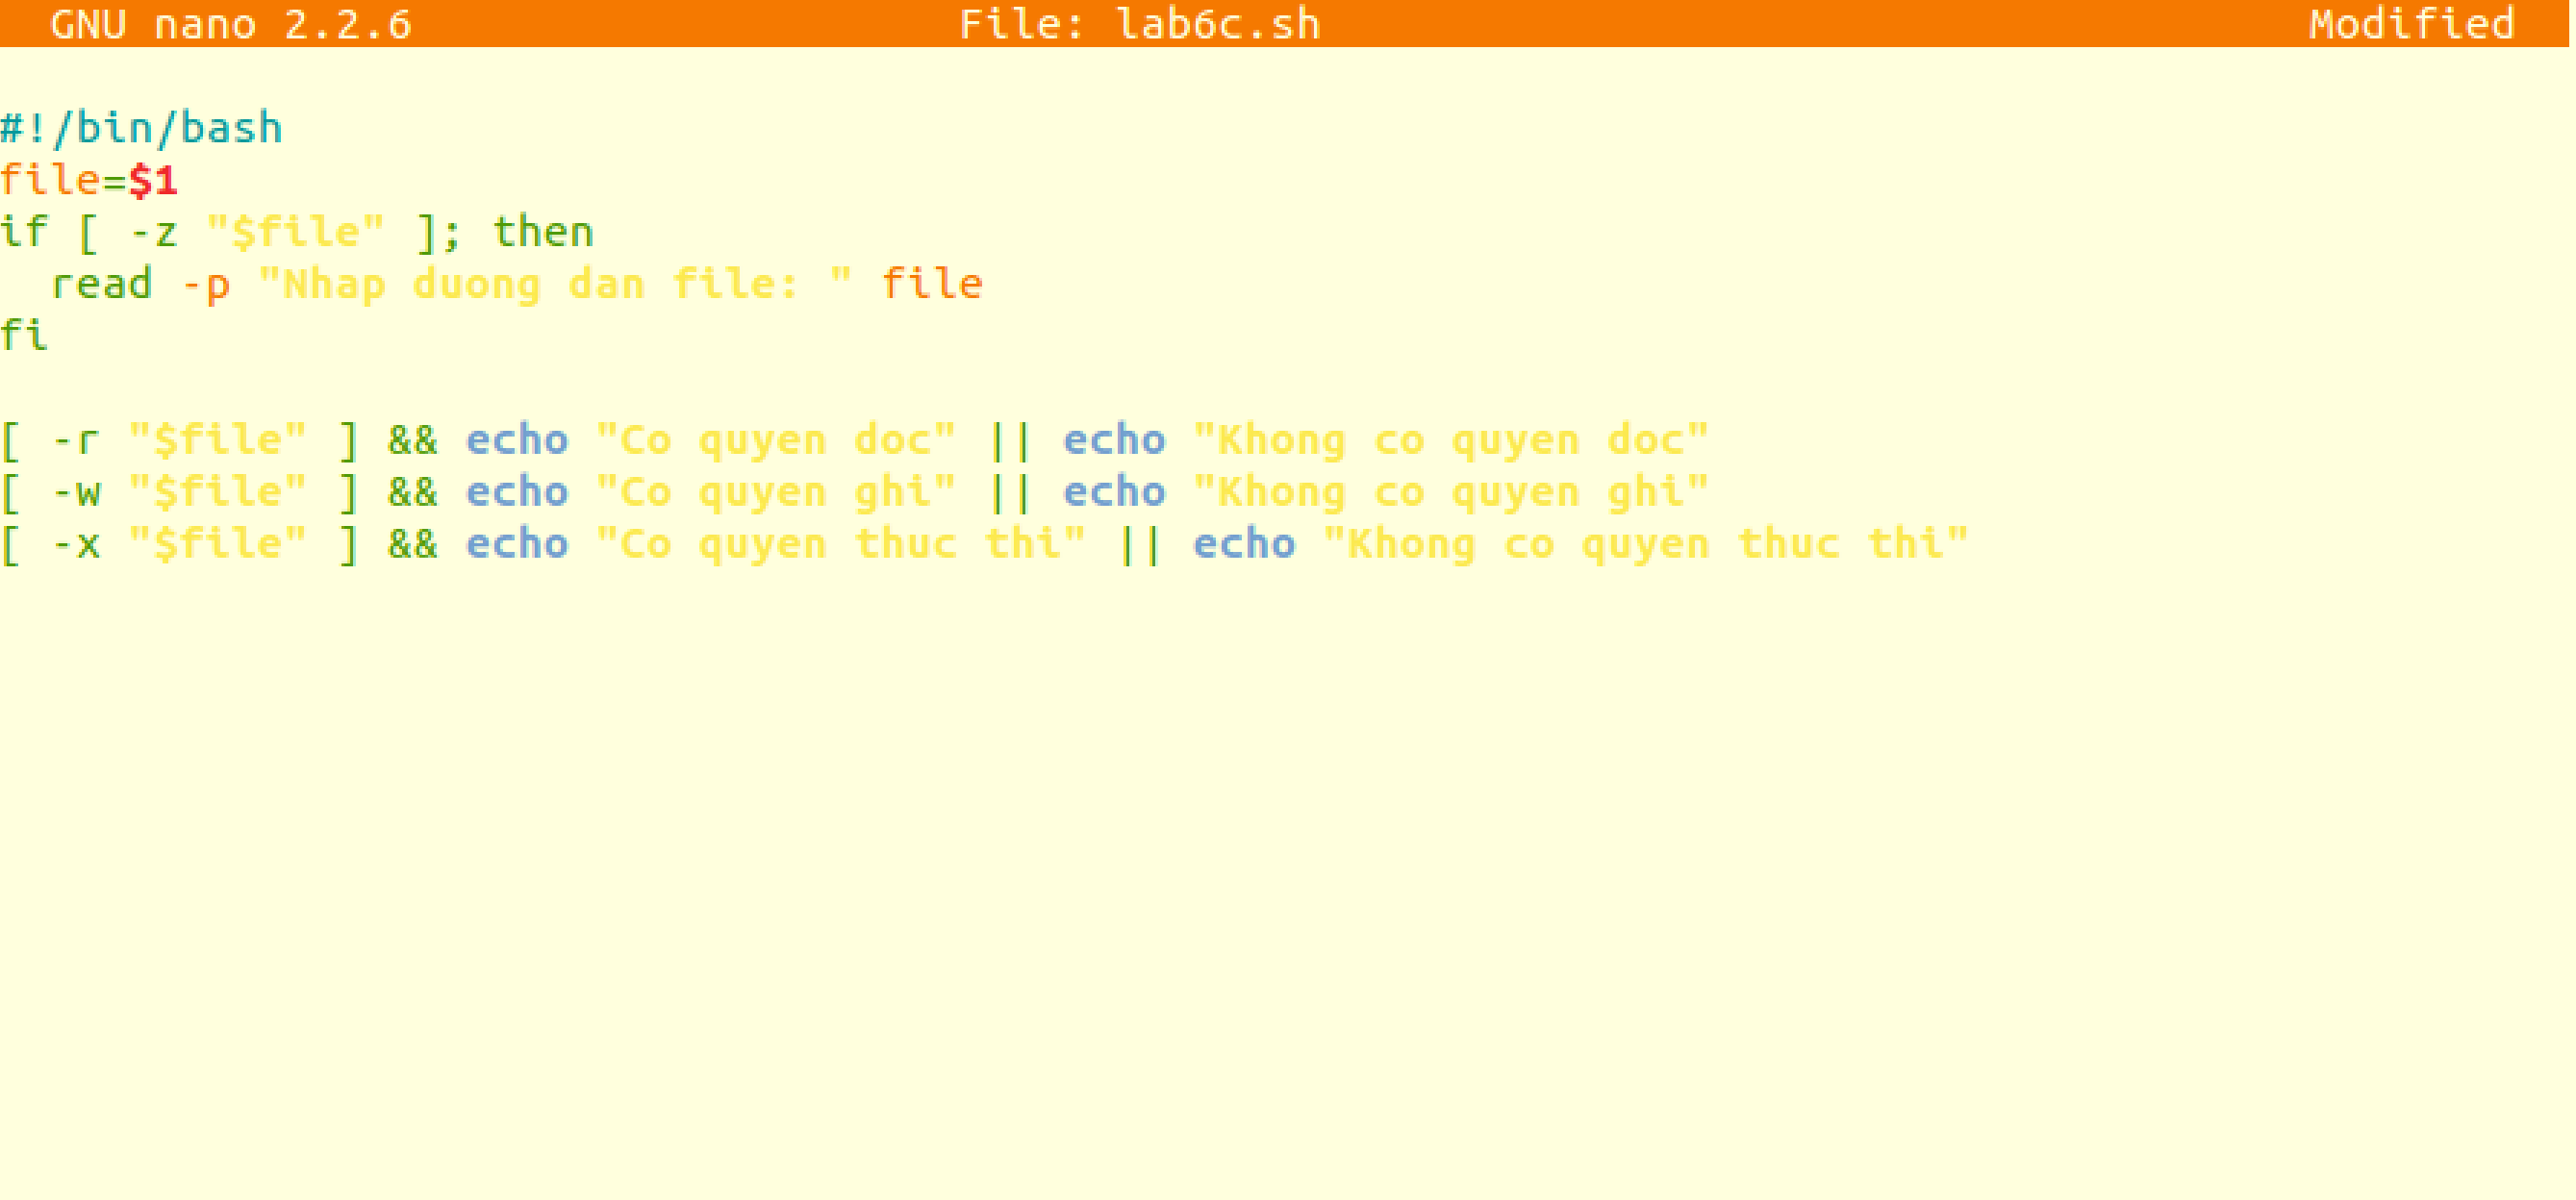 GNU nano 2.2.6 File: lab6c.sh Modified
#!/bin/bash
file=$1
if [ -z "$file" ]; then
  read -p "Nhap duong dan file: " file
fi
[ -r "$file" ] && echo "Co quyen doc" || echo "Khong co quyen doc"
[ -w "$file" ] && echo "Co quyen ghi" || echo "Khong co quyen ghi"
[ -x "$file" ] && echo "Co quyen thuc thi" || echo "Khong co quyen thuc thi"